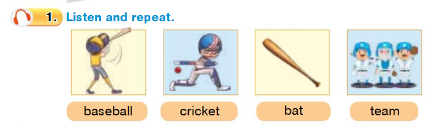 1. Listen and repeat.
baseball cricket bat team